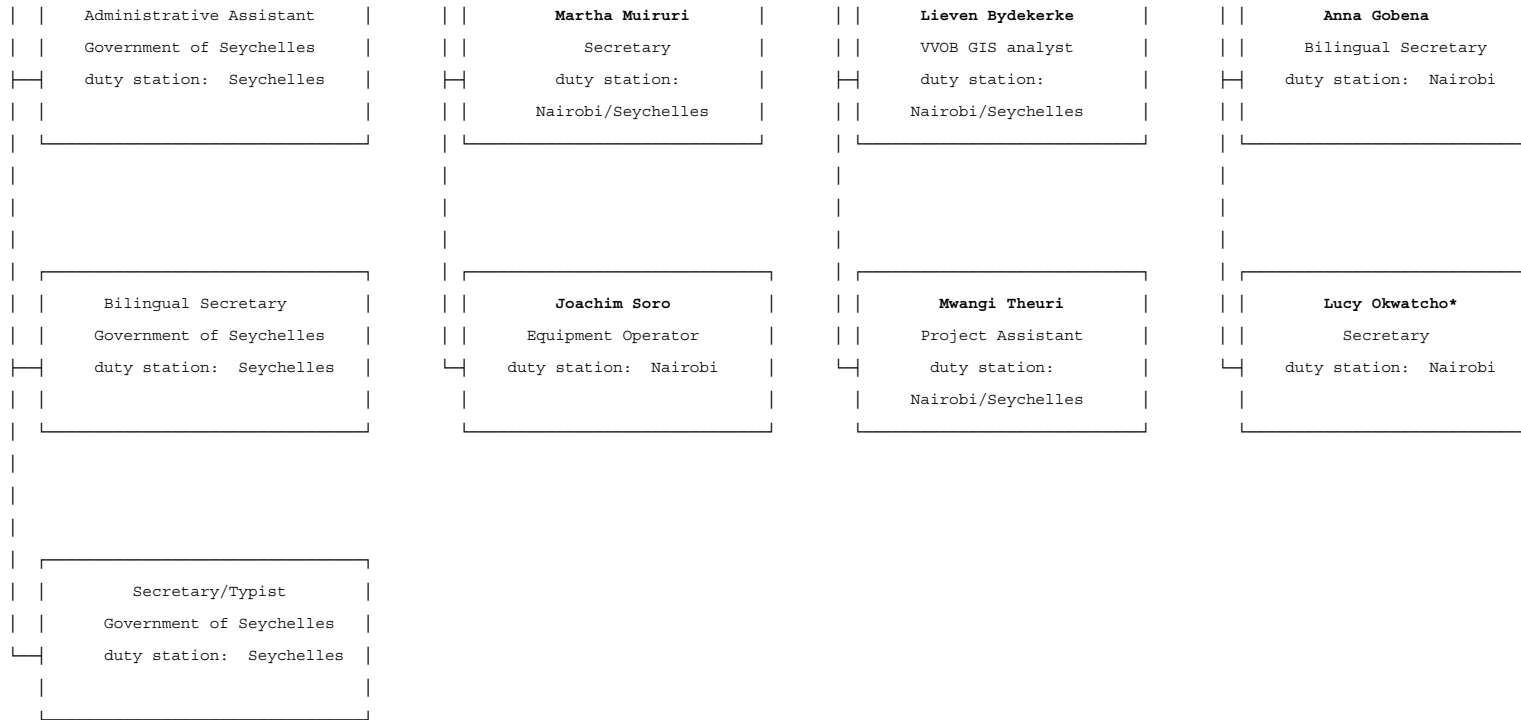 Administrative Assistant
Government of Seychelles
duty station: Seychelles
Martha Muiruri
Secretary
duty station:
Nairobi/Seychelles
Lieven Bydekerke
VVOB GIS analyst
duty station:
Nairobi/Seychelles
Anna Gobena
Bilingual Secretary
duty station: Nairobi
Bilingual Secretary
Government of Seychelles
duty station: Seychelles
Joachim Soro
Equipment Operator
duty station: Nairobi
Mwangi Theuri
Project Assistant
duty station:
Nairobi/Seychelles
Lucy Okwatcho*
Secretary
duty station: Nairobi
Secretary/Typist
Government of Seychelles
duty station: Seychelles